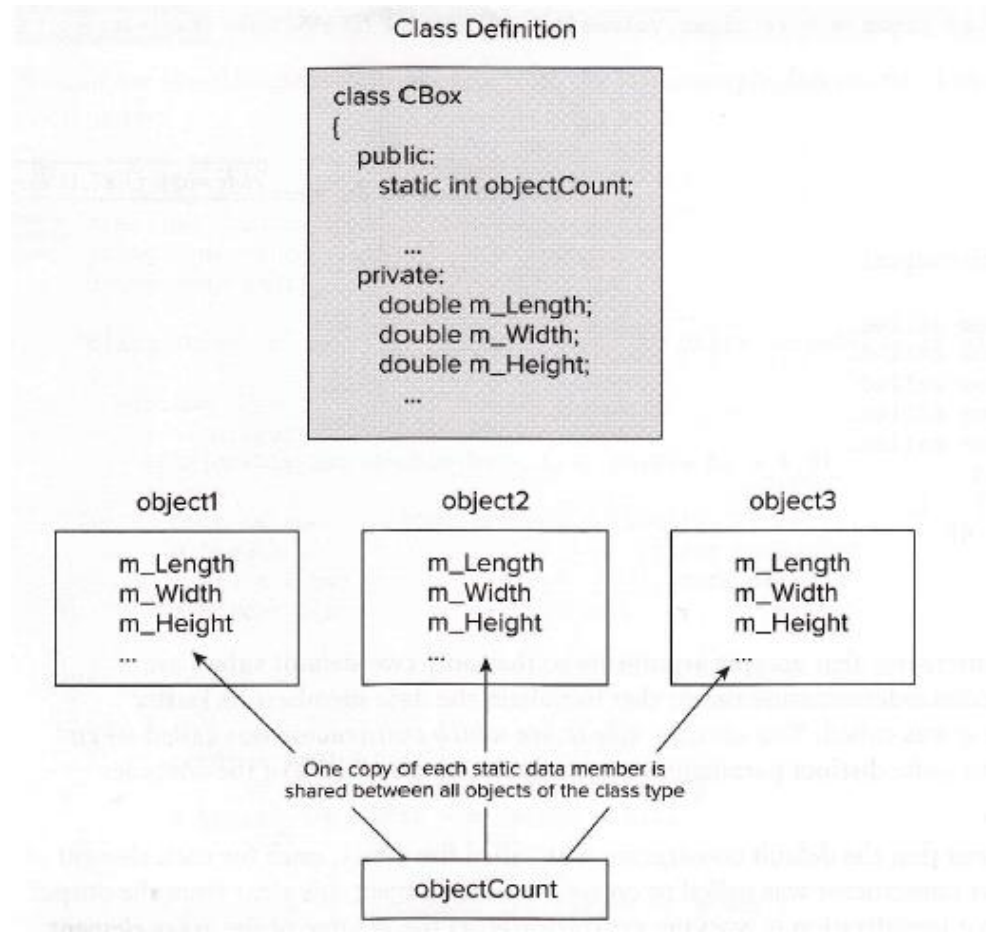 Class Definition
class CBox
{
public:
static int objectCount;
...
private:
double m_Length;
double m_Width;
double m_Height;
...
object1
object2
object3
m_Length
m_Width
m_Height
...
m_Length
m_Width
m_Height
...
m_Length
m_Width
m_Height
...
One copy of each static data member is
shared between all objects of the class type
objectCount